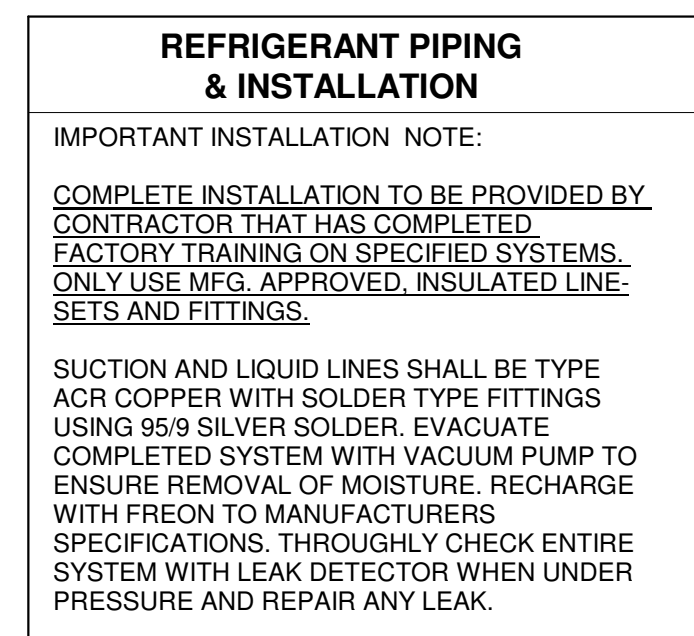 REFRIGERANT PIPING
& INSTALLATION
IMPORTANT INSTALLATION NOTE:
COMPLETE INSTALLATION TO BE PROVIDED BY
CONTRACTOR THAT HAS COMPLETED
FACTORY TRAINING ON SPECIFIED SYSTEMS.
ONLY USE MFG. APPROVED, INSULATED LINE-
SETS AND FITTINGS.
SUCTION AND LIQUID LINES SHALL BE TYPE
ACR COPPER WITH SOLDER TYPE FITTINGS
USING 95/9 SILVER SOLDER. EVACUATE
COMPLETED SYSTEM WITH VACUUM PUMP TO
ENSURE REMOVAL OF MOISTURE. RECHARGE
WITH FREON TO MANUFACTURERS
SPECIFICATIONS. THROUGHLY CHECK ENTIRE
SYSTEM WITH LEAK DETECTOR WHEN UNDER
PRESSURE AND REPAIR ANY LEAK.